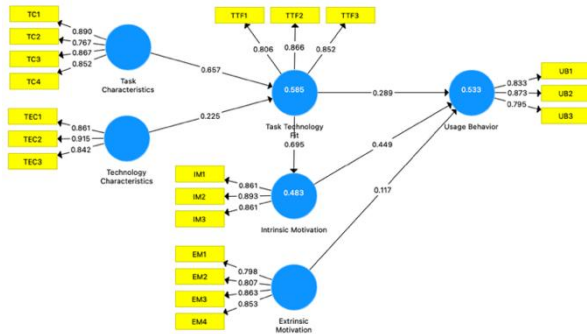 TC1
TC2
TC3
TC4
0.890
0.767
0.867
0.852
Task
Characteristics
TEC1
TEC2
TEC3
0.861
0.915
0.842
Technology
Characteristics
0.657
0.225
TTF1
TTF2
TTF3
0.806
0.866
0.852
0.585
Task Technology
Fit
0.289
0.695
IM1
IM2
IM3
0.861
0.893
0.861
0.483
Intrinsic Motivation
0.449
0.117
EM1
EM2
EM3
EM4
0.798
0.807
0.863
0.853
Extrinsic
Motivation
0.533
Usage Behavior
0.833
0.873
0.795
UB1
UB2
UB3